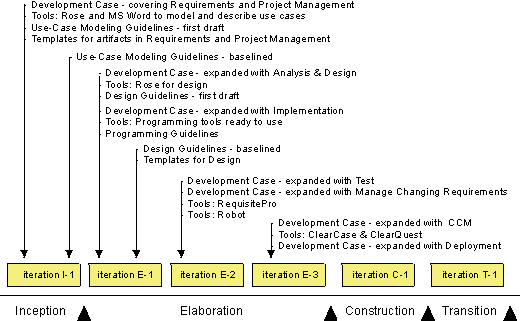 Development Case - covering Requirements and Project Management
Tools: Rose and MS Word to model and describe use cases
Use-Case Modeling Guidelines - first draft
Templates for artifacts in Requirements and Project Management
Use-Case Modeling Guidelines - baselined
Development Case - expanded with Analysis & Design
Tools: Rose for design
Design Guidelines - first draft
Development Case - expanded with Implementation
Tools: Programming tools ready to use
Programming Guidelines
Design Guidelines - baselined
Templates for Design
Development Case - expanded with Test
Development Case - expanded with Manage Changing Requirements
Tools: RequisitePro
Tools: Robot
Development Case - expanded with CCM
Tools: ClearCase & ClearQuest
Development Case - expanded with Deployment
iteration I-1
iteration E-1
iteration E-2
iteration E-3
iteration C-1
iteration T-1
Inception
Elaboration
Construction
Transition